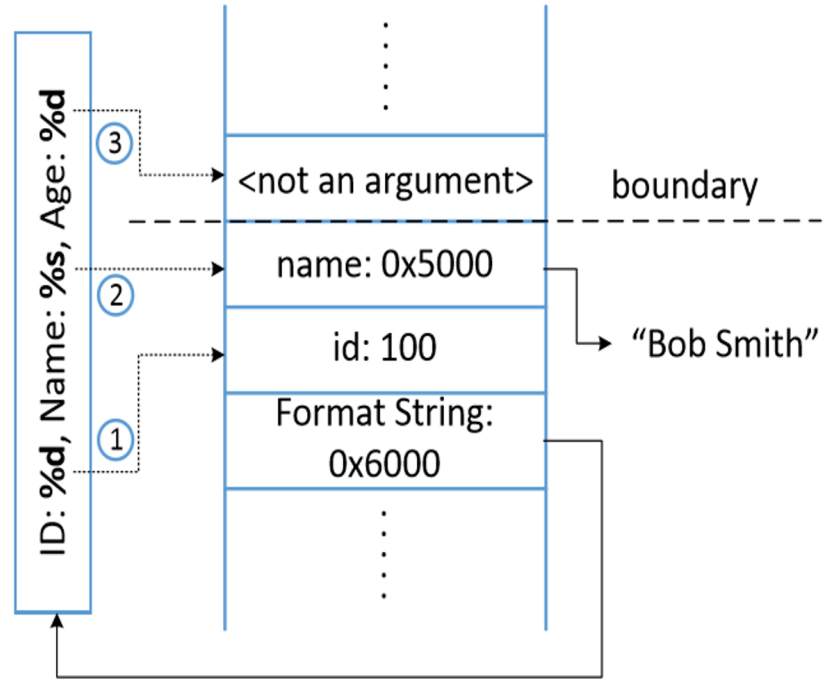 ID: %d, Name: %s, Age: %d
3
<not an argument>
boundary
name: 0x5000
2
id: 100
“Bob Smith”
Format String:
0x6000
1